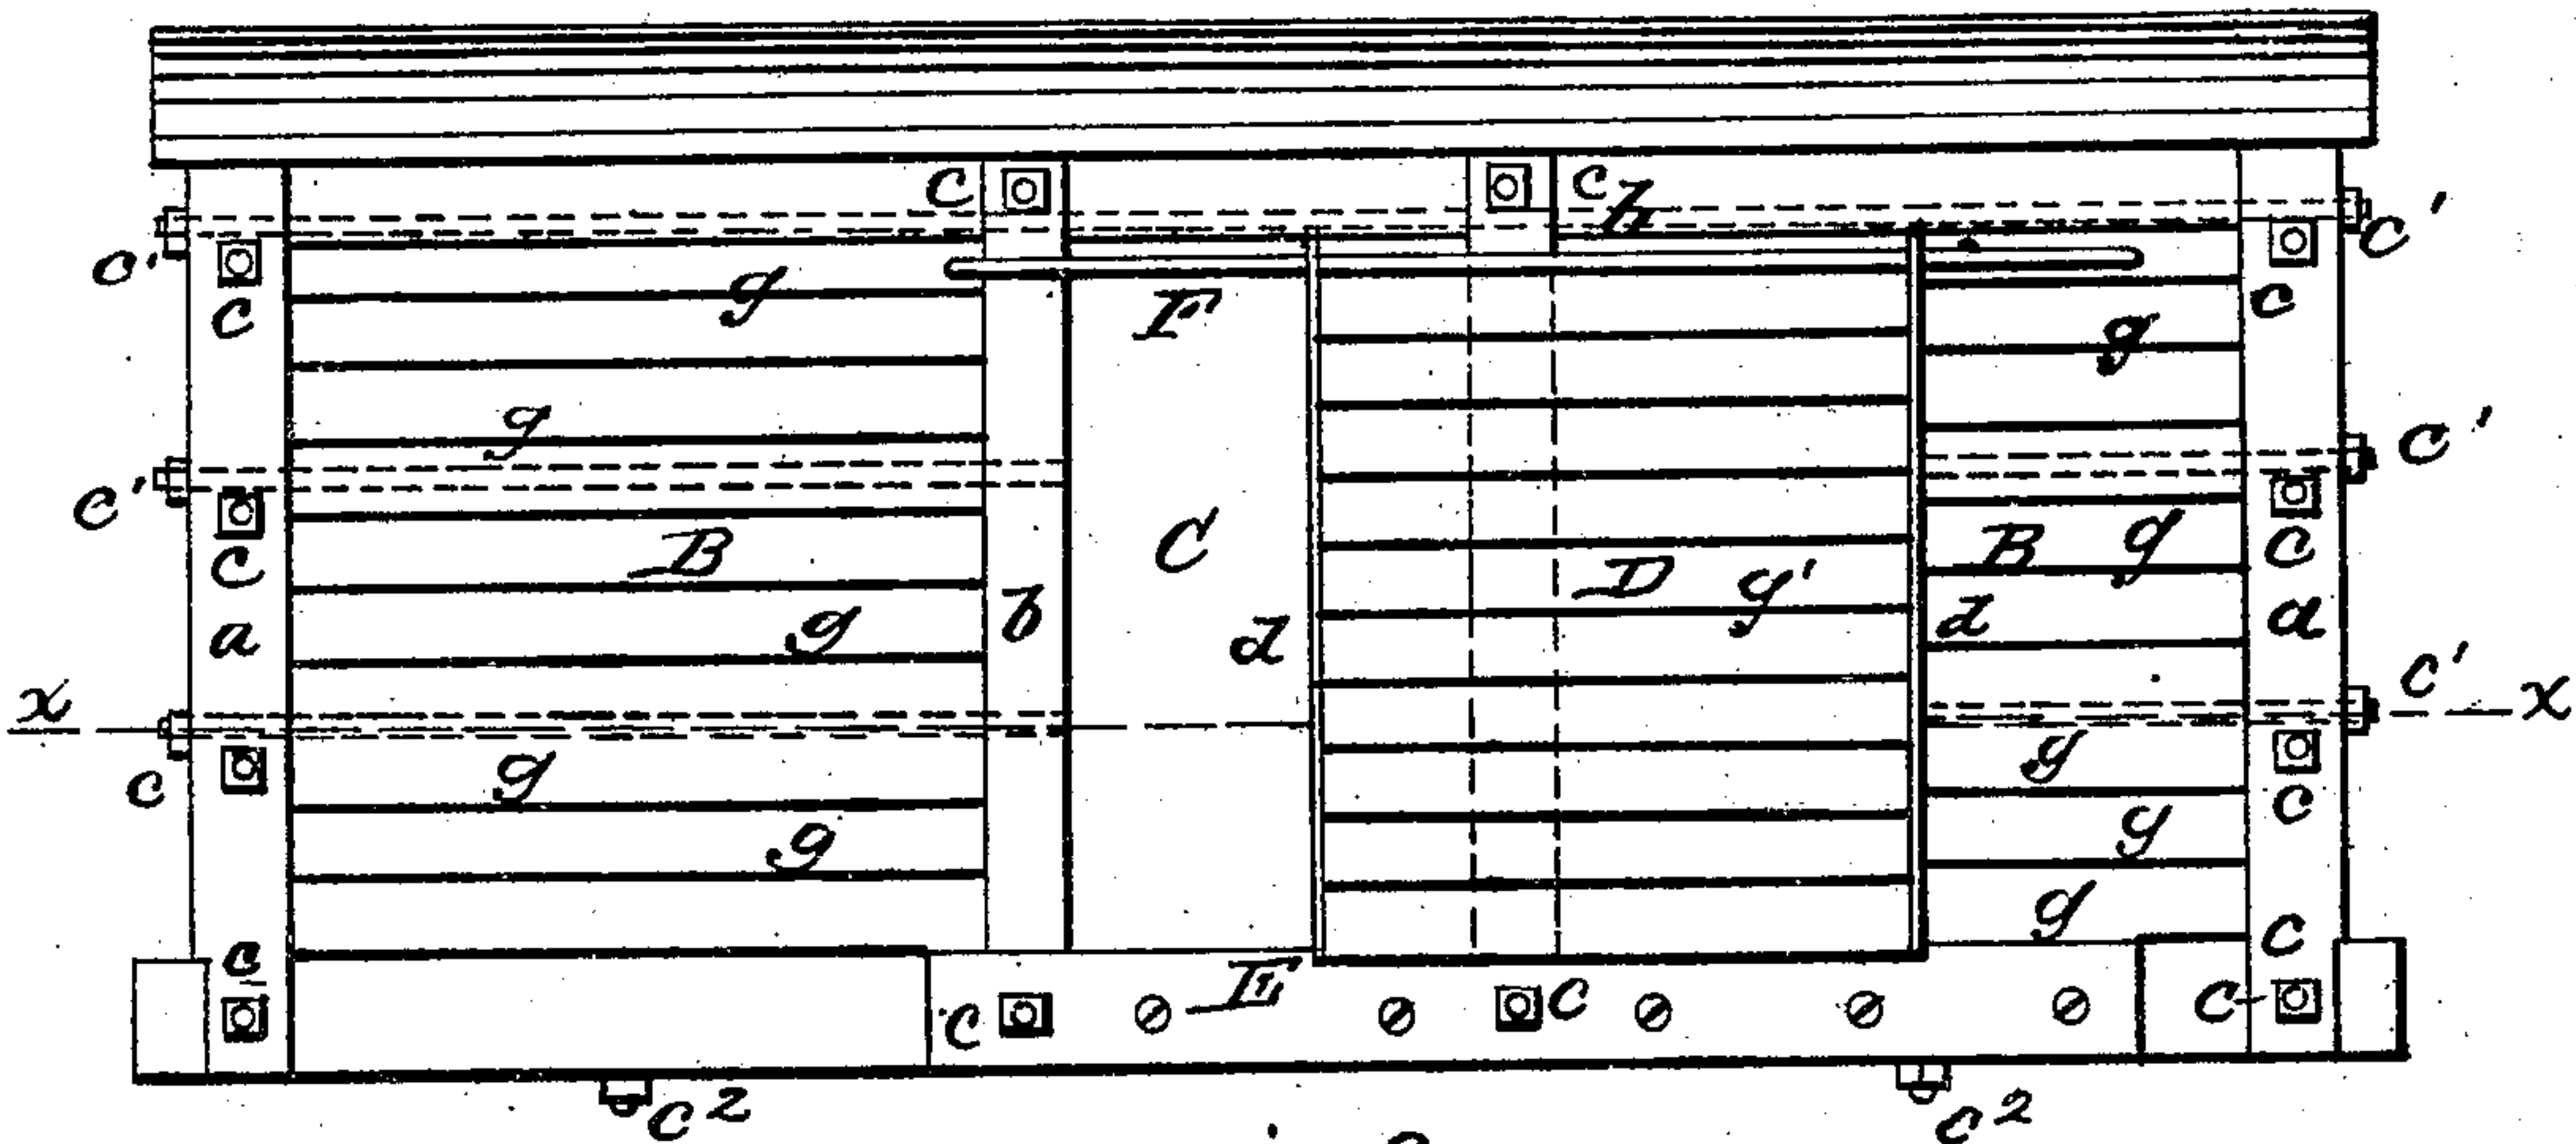 c c h
c' c'
c g F g c
g c'
c' c B C D g' B g c
a g b d d a
x c' x
c g g c
g g
c g c
c E c c
c² c²